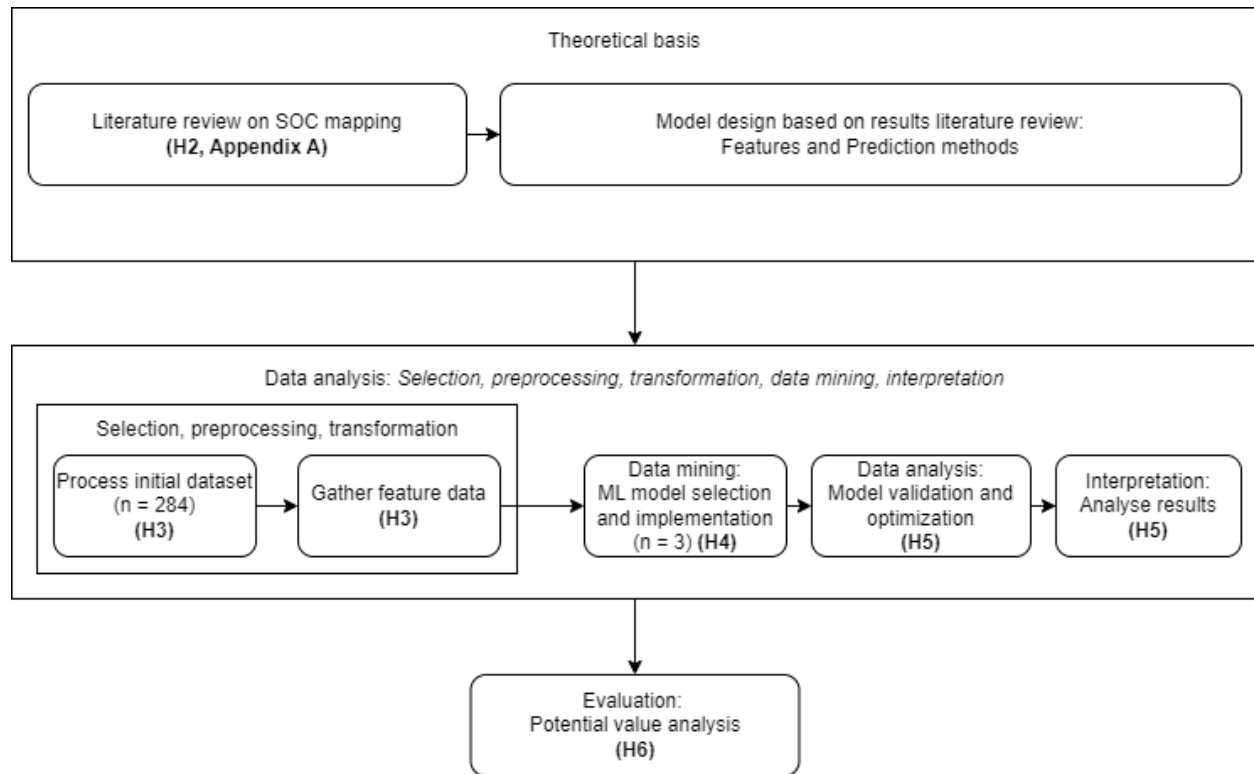 Theoretical basis
Literature review on SOC mapping
(H2, Appendix A)
Model design based on results literature review:
Features and Prediction methods
Data analysis: Selection, preprocessing, transformation, data mining, interpretation
Selection, preprocessing, transformation
Process initial dataset
(n = 284)
(H3)
Gather feature data
(H3)
Data mining:
ML model selection
and implementation
(n = 3) (H4)
Data analysis:
Model validation and
optimization
(H5)
Interpretation:
Analyse results
(H5)
Evaluation:
Potential value analysis
(H6)